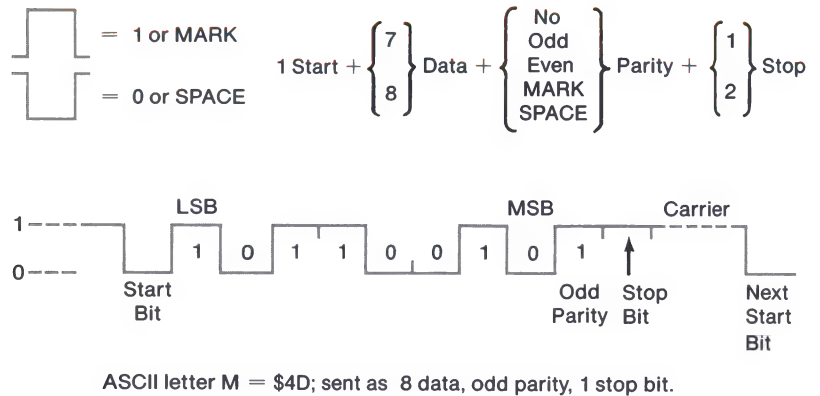 = 1 or MARK
= 0 or SPACE
1 Start + { 7 8 } Data + { No Odd Even MARK SPACE } Parity + { 1 2 } Stop
LSB MSB Carrier
1
0
1 0 1 1 0 0 1 0 1
Start Bit
Odd Parity
Stop Bit
Next Start Bit
ASCII letter M = $4D; sent as 8 data, odd parity, 1 stop bit.